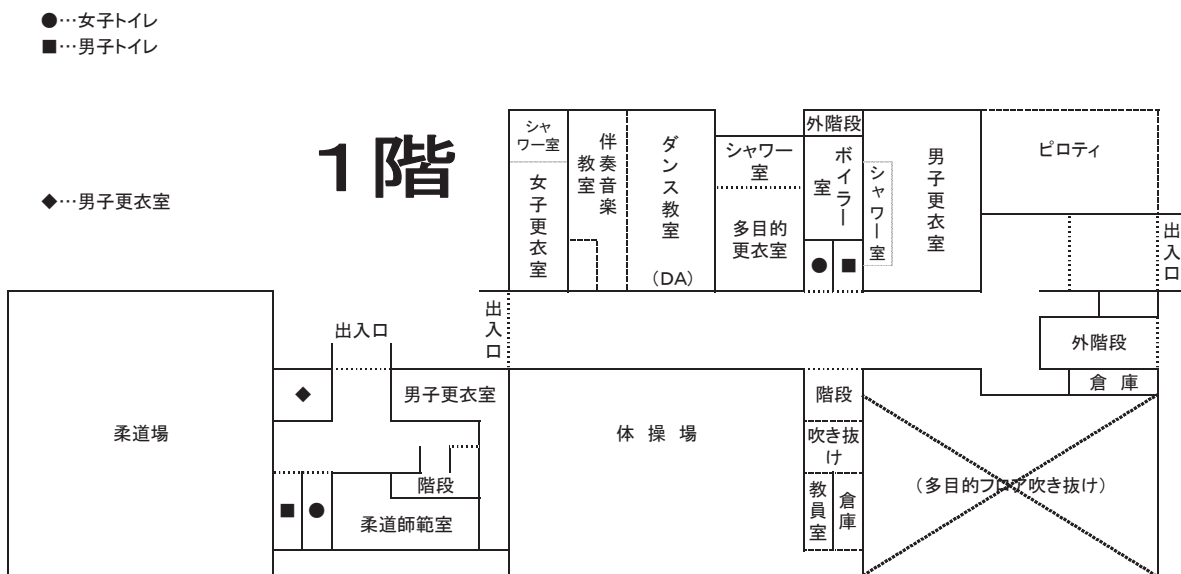 ●…女子トイレ
■…男子トイレ
1階
◆…男子更衣室
シャワー室
女子更衣室
伴奏音楽教室
ダンス教室
(DA)
シャワー室
多目的更衣室
外階段
ボイラー室
●
■
シャワー室
男子更衣室
ピロティ
出入口
出入口
出入口
外階段
倉庫
柔道場
◆
男子更衣室
階段
■
●
柔道師範室
体操場
階段
吹き抜け
教員室
倉庫
(多目的フロア吹き抜け)